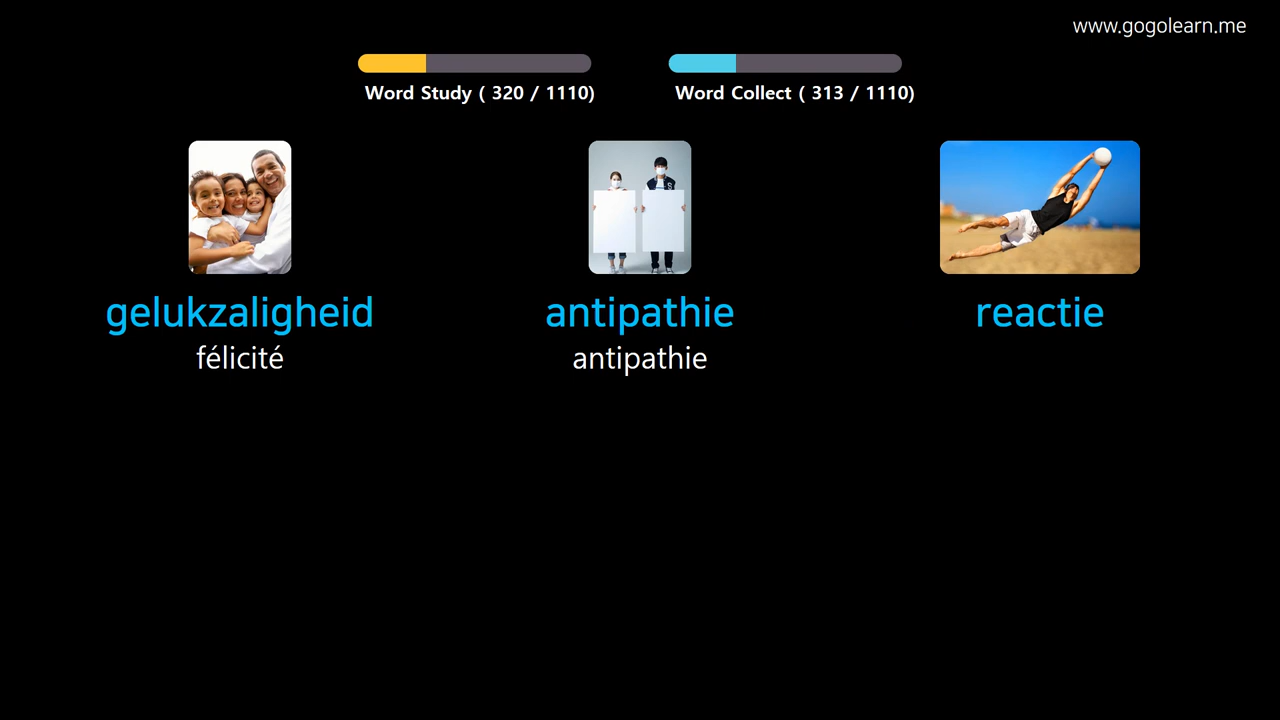 www.gogolearn.me
Word Study ( 320 / 1110)
Word Collect ( 313 / 1110)
gelukzaligheid
félicité
antipathie
antipathie
reactie